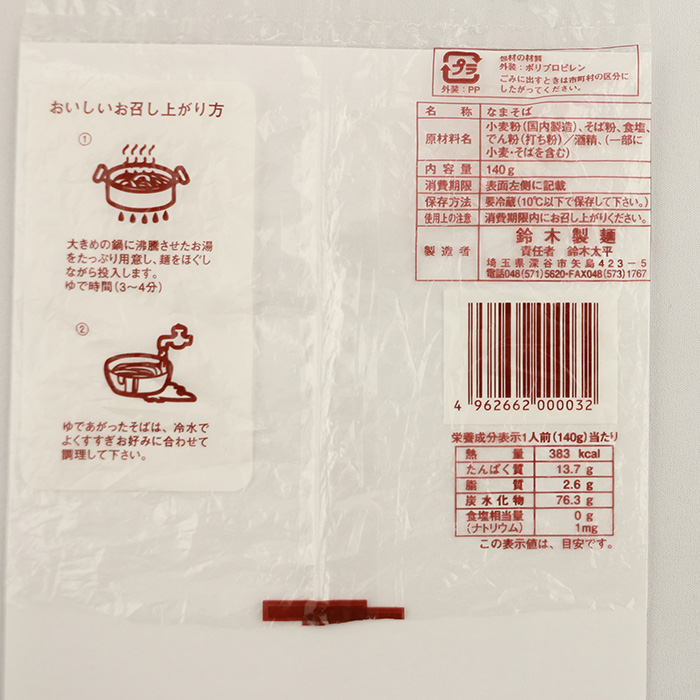 おいしいお召し上がり方
①
大きめの鍋に沸騰させたお湯
をたっぷり用意し、麺をほぐし
ながら投入します。
ゆで時間(3〜4分)
②
ゆであがったそばは、冷水で
よくすすぎお好みに合わせて
調理して下さい。
プラ
外装:PP
包材の材質
外装:ポリプロピレン
ごみに出すときは市町村の区分に
したがってください。
名称 なまそば
原材料名 小麦粉(国内製造)、そば粉、食塩、
でん粉(打ち粉)/酒精、(一部に
小麦・そばを含む)
内容量 140g
消費期限 表面左側に記載
保存方法 要冷蔵(10℃以下で保存して下さい。)
使用上の注意 消費期限内にお召し上がりください。
製造者 鈴木製麺
責任者 鈴木太平
埼玉県深谷市矢島423-5
電話048(571)5620・FAX048(573)1767
4 962662 000032
栄養成分表示1人前(140g)当たり
熱量 383 kcal
たんぱく質 13.7 g
脂質 2.6 g
炭水化物 76.3 g
食塩相当量 0 g
(ナトリウム) 1mg
この表示値は、目安です。